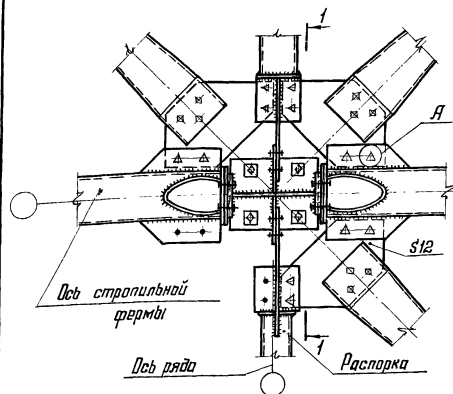 1
А
S12
Ось стропильной
фермы
1
Ось ряда
Распорка